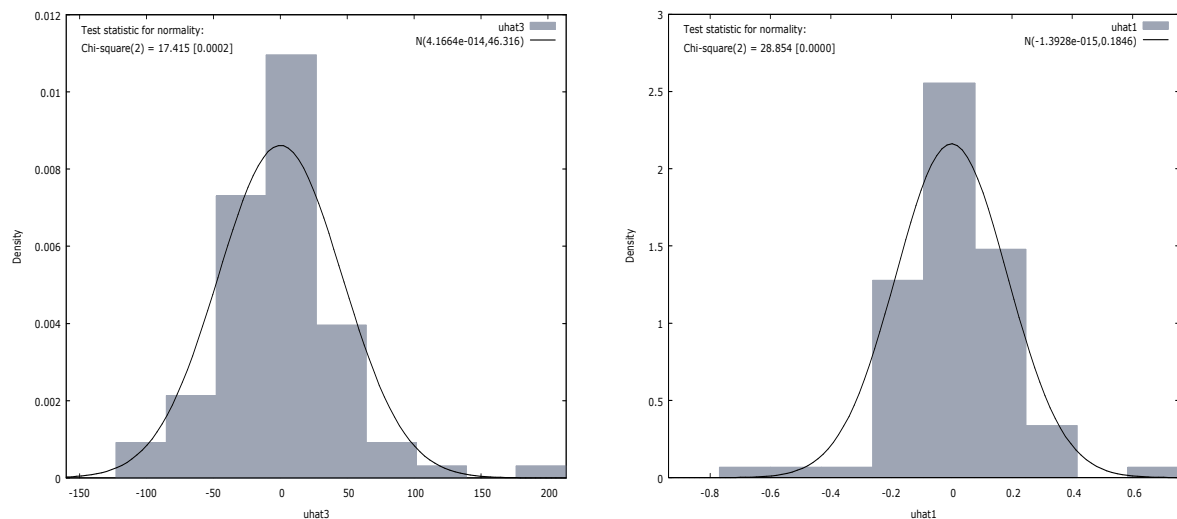 Test statistic for normality:
Chi-square(2) = 17.415 [0.0002]
uhat3
N(4.1664e-014,46.316)
0.012
0.01
0.008
0.006
0.004
0.002
0
Density
-150
-100
-50
0
50
100
150
200
uhat3
Test statistic for normality:
Chi-square(2) = 28.854 [0.0000]
uhat1
N(-1.3928e-015,0.1846)
3
2.5
2
1.5
1
0.5
0
Density
-0.8
-0.6
-0.4
-0.2
0
0.2
0.4
0.6
uhat1